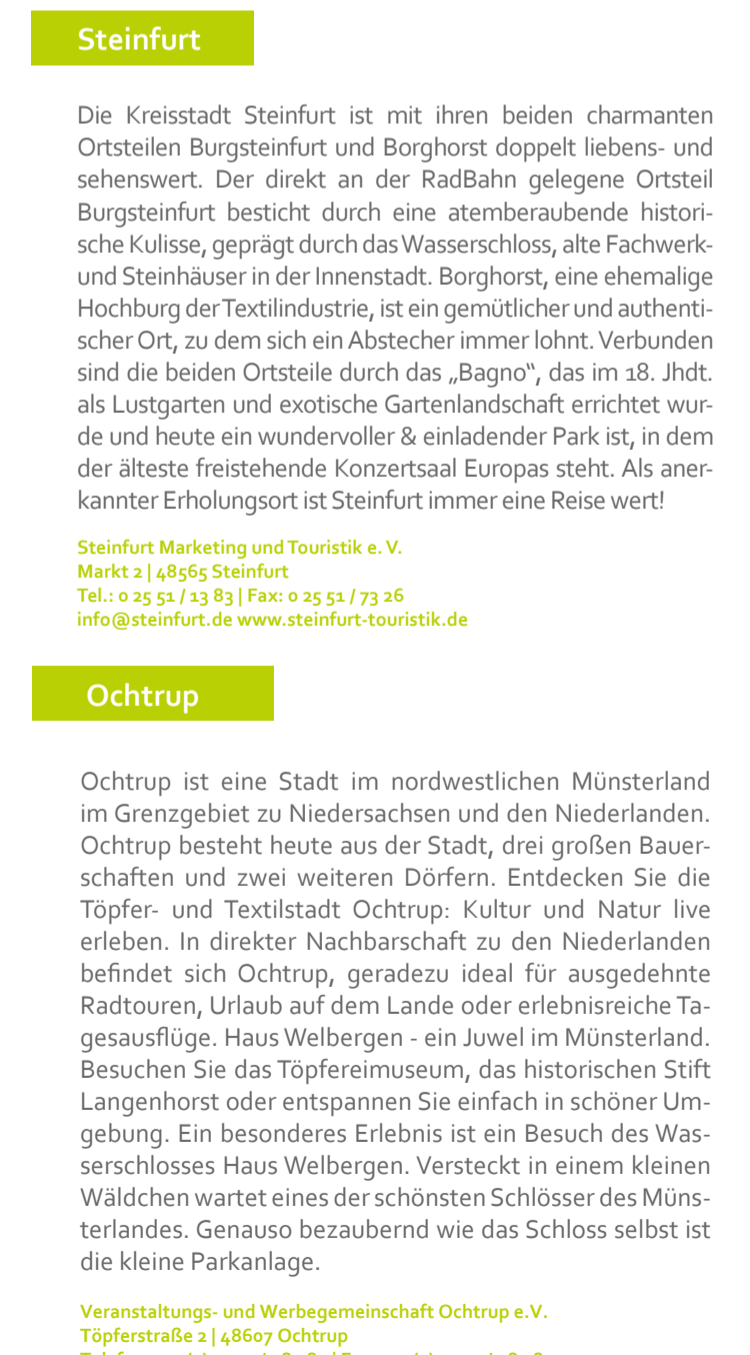 Steinfurt
Die Kreisstadt Steinfurt ist mit ihren beiden charmanten
Ortsteilen Burgsteinfurt und Borghorst doppelt liebens- und
sehenswert. Der direkt an der RadBahn gelegene Ortsteil
Burgsteinfurt besticht durch eine atemberaubende histori-
sche Kulisse, geprägt durch das Wasserschloss, alte Fachwerk-
und Steinhäuser in der Innenstadt. Borghorst, eine ehemalige
Hochburg der Textilindustrie, ist ein gemütlicher und authenti-
scher Ort, zu dem sich ein Abstecher immer lohnt. Verbunden
sind die beiden Ortsteile durch das „Bagno“, das im 18. Jhdt.
als Lustgarten und exotische Gartenlandschaft errichtet wur-
de und heute ein wundervoller & einladender Park ist, in dem
der älteste freistehende Konzertsaal Europas steht. Als aner-
kannter Erholungsort ist Steinfurt immer eine Reise wert!
Steinfurt Marketing und Touristik e. V.
Markt 2 | 48565 Steinfurt
Tel.: 0 25 51 / 13 83 | Fax: 0 25 51 / 73 26
info@steinfurt.de www.steinfurt-touristik.de
Ochtrup
Ochtrup ist eine Stadt im nordwestlichen Münsterland
im Grenzgebiet zu Niedersachsen und den Niederlanden.
Ochtrup besteht heute aus der Stadt, drei großen Bauer-
schaften und zwei weiteren Dörfern. Entdecken Sie die
Töpfer- und Textilstadt Ochtrup: Kultur und Natur live
erleben. In direkter Nachbarschaft zu den Niederlanden
befindet sich Ochtrup, geradezu ideal für ausgedehnte
Radtouren, Urlaub auf dem Lande oder erlebnisreiche Ta-
gesausflüge. Haus Welbergen - ein Juwel im Münsterland.
Besuchen Sie das Töpfereimuseum, das historischen Stift
Langenhorst oder entspannen Sie einfach in schöner Um-
gebung. Ein besonderes Erlebnis ist ein Besuch des Was-
serschlosses Haus Welbergen. Versteckt in einem kleinen
Wäldchen wartet eines der schönsten Schlösser des Müns-
terlandes. Genauso bezaubernd wie das Schloss selbst ist
die kleine Parkanlage.
Veranstaltungs- und Werbegemeinschaft Ochtrup e.V.
Töpferstraße 2 | 48607 Ochtrup